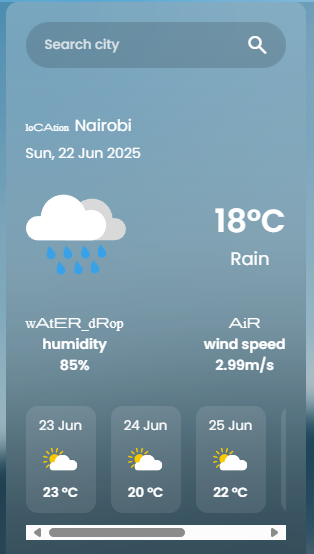 Search city
loCAtion Nairobi
Sun, 22 Jun 2025
18°C
Rain
wAtER_dRop
humidity
85%
AiR
wind speed
2.99m/s
23 Jun
24 Jun
25 Jun
23 °C
20 °C
22 °C